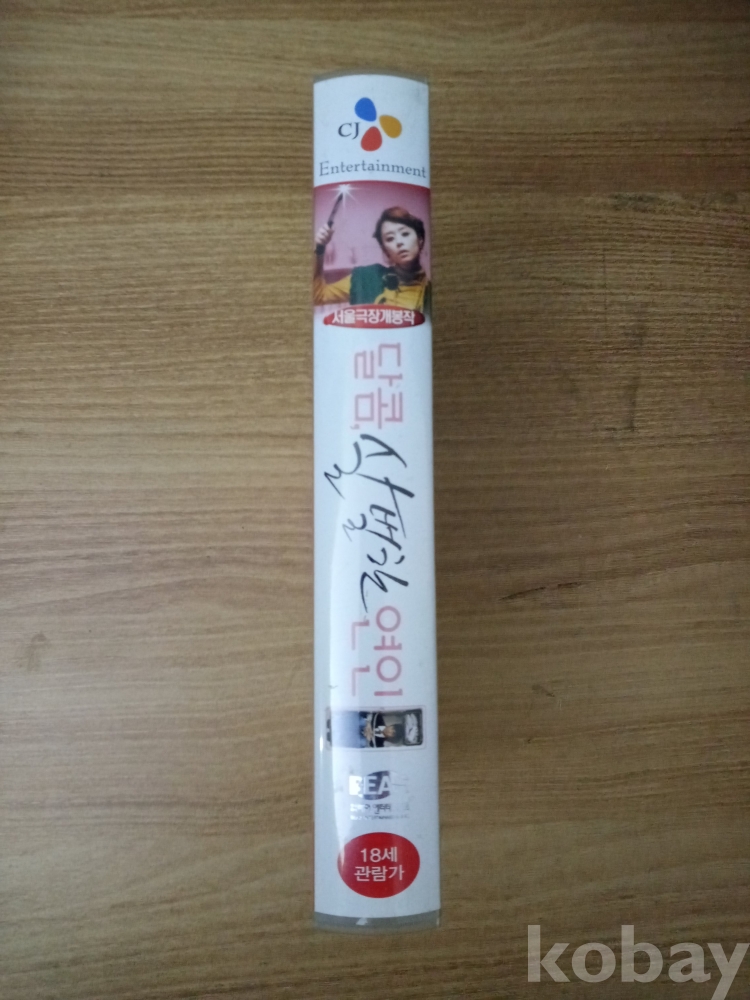 CJ
Entertainment
서울극장개봉작
달콤, 살벌한 연인
18세
관람가
kobay